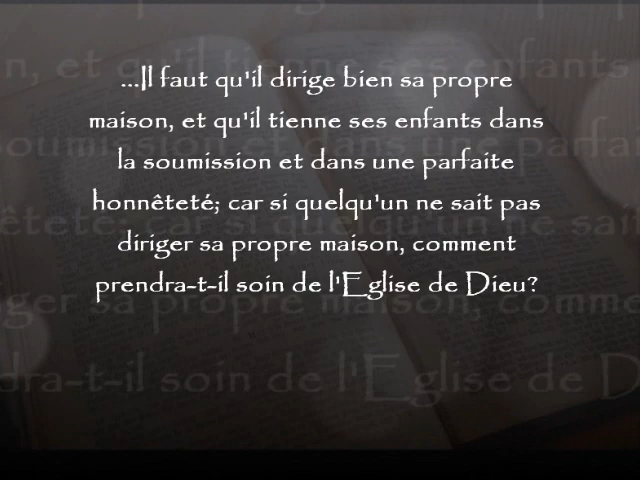 ...Il faut qu'il dirige bien sa propre
maison, et qu'il tienne ses enfants dans
la soumission et dans une parfaite
honnêteté; car si quelqu'un ne sait pas
diriger sa propre maison, comment
prendra-t-il soin de l'Eglise de Dieu?